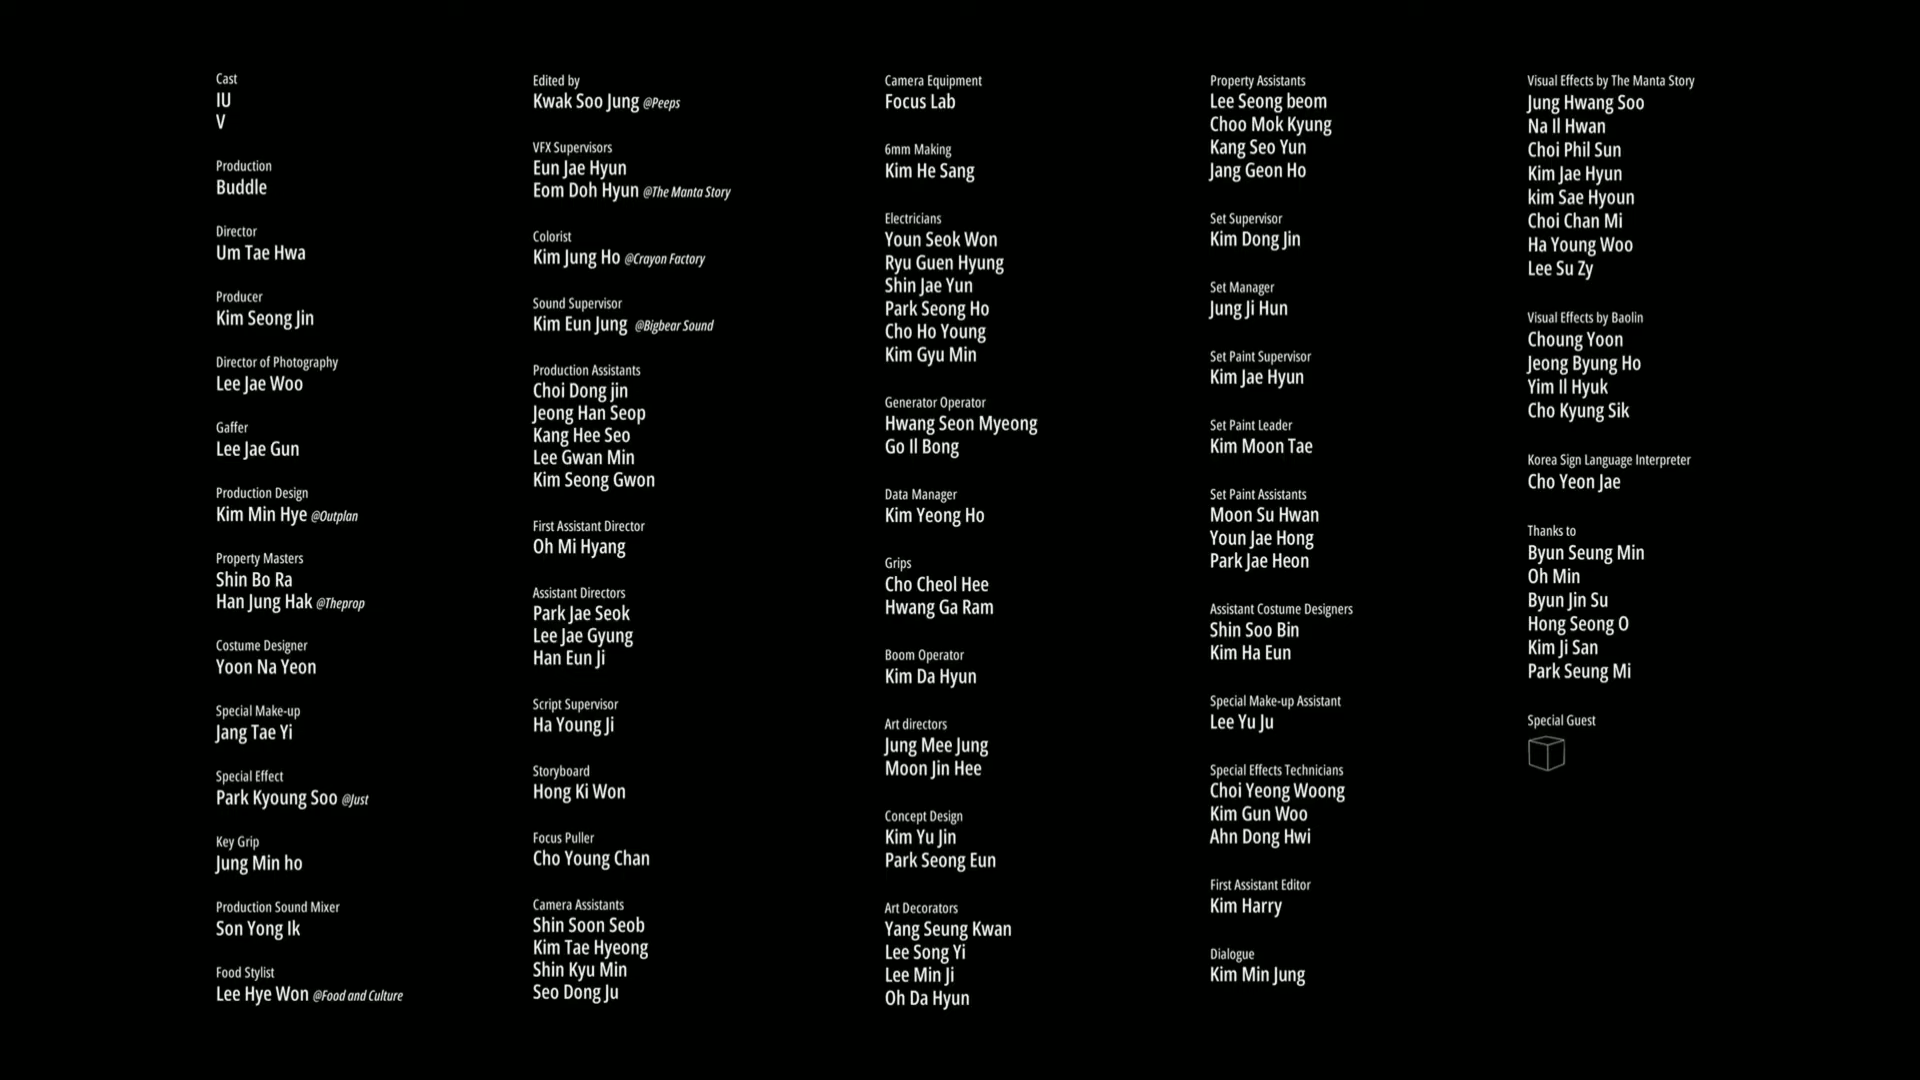 Cast
IU
V
Production
Buddle
Director
Um Tae Hwa
Producer
Kim Seong Jin
Director of Photography
Lee Jae Woo
Gaffer
Lee Jae Gun
Production Design
Kim Min Hye @Outplan
Property Masters
Shin Bo Ra
Han Jung Hak @Theprop
Costume Designer
Yoon Na Yeon
Special Make-up
Jang Tae Yi
Special Effect
Park Kyoung Soo @Just
Key Grip
Jung Min ho
Production Sound Mixer
Son Yong Ik
Food Stylist
Lee Hye Won @Food and Culture
Edited by
Kwak Soo Jung @Peeps
VFX Supervisors
Eun Jae Hyun
Eom Doh Hyun @The Manta Story
Colorist
Kim Jung Ho @Crayon Factory
Sound Supervisor
Kim Eun Jung @Bigbear Sound
Production Assistants
Choi Dong jin
Jeong Han Seop
Kang Hee Seo
Lee Gwan Min
Kim Seong Gwon
First Assistant Director
Oh Mi Hyang
Assistant Directors
Park Jae Seok
Lee Jae Gyung
Han Eun Ji
Script Supervisor
Ha Young Ji
Storyboard
Hong Ki Won
Focus Puller
Cho Young Chan
Camera Assistants
Shin Soon Seob
Kim Tae Hyeong
Shin Kyu Min
Seo Dong Ju
Camera Equipment
Focus Lab
6mm Making
Kim He Sang
Electricians
Youn Seok Won
Ryu Guen Hyung
Shin Jae Yun
Park Seong Ho
Cho Ho Young
Kim Gyu Min
Generator Operator
Hwang Seon Myeong
Go Il Bong
Data Manager
Kim Yeong Ho
Grips
Cho Cheol Hee
Hwang Ga Ram
Boom Operator
Kim Da Hyun
Art directors
Jung Mee Jung
Moon Jin Hee
Concept Design
Kim Yu Jin
Park Seong Eun
Art Decorators
Yang Seung Kwan
Lee Song Yi
Lee Min Ji
Oh Da Hyun
Property Assistants
Lee Seong beom
Choo Mok Kyung
Kang Seo Yun
Jang Geon Ho
Set Supervisor
Kim Dong Jin
Set Manager
Jung Ji Hun
Set Paint Supervisor
Kim Jae Hyun
Set Paint Leader
Kim Moon Tae
Set Paint Assistants
Moon Su Hwan
Youn Jae Hong
Park Jae Heon
Assistant Costume Designers
Shin Soo Bin
Kim Ha Eun
Special Make-up Assistant
Lee Yu Ju
Special Effects Technicians
Choi Yeong Woong
Kim Gun Woo
Ahn Dong Hwi
First Assistant Editor
Kim Harry
Dialogue
Kim Min Jung
Visual Effects by The Manta Story
Jung Hwang Soo
Na Il Hwan
Choi Phil Sun
Kim Jae Hyun
kim Sae Hyoun
Choi Chan Mi
Ha Young Woo
Lee Su Zy
Visual Effects by Baolin
Choung Yoon
Jeong Byung Ho
Yim Il Hyuk
Cho Kyung Sik
Korea Sign Language Interpreter
Cho Yeon Jae
Thanks to
Byun Seung Min
Oh Min
Byun Jin Su
Hong Seong O
Kim Ji San
Park Seung Mi
Special Guest